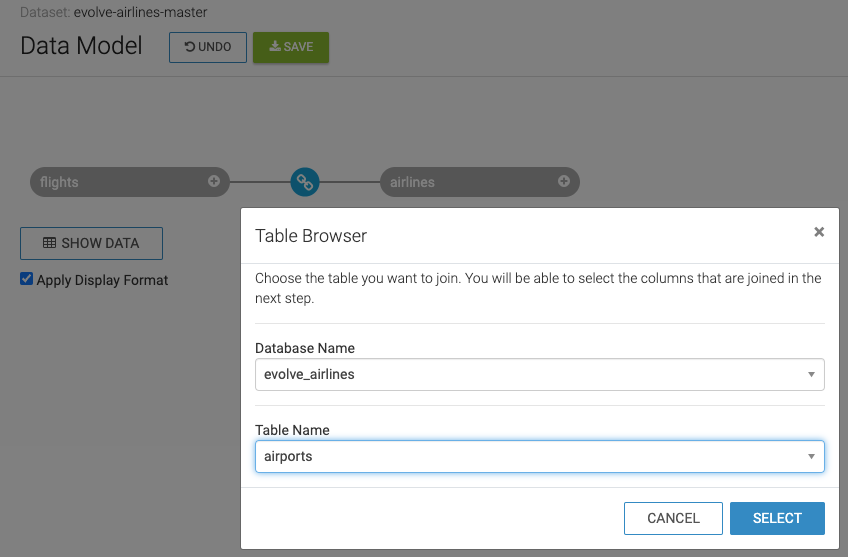 Dataset: evolve-airlines-master
Data Model
UNDO
SAVE
flights
airlines
SHOW DATA
Apply Display Format
Table Browser
×
Choose the table you want to join. You will be able to select the columns that are joined in the
next step.
Database Name
evolve_airlines
Table Name
airports
CANCEL
SELECT